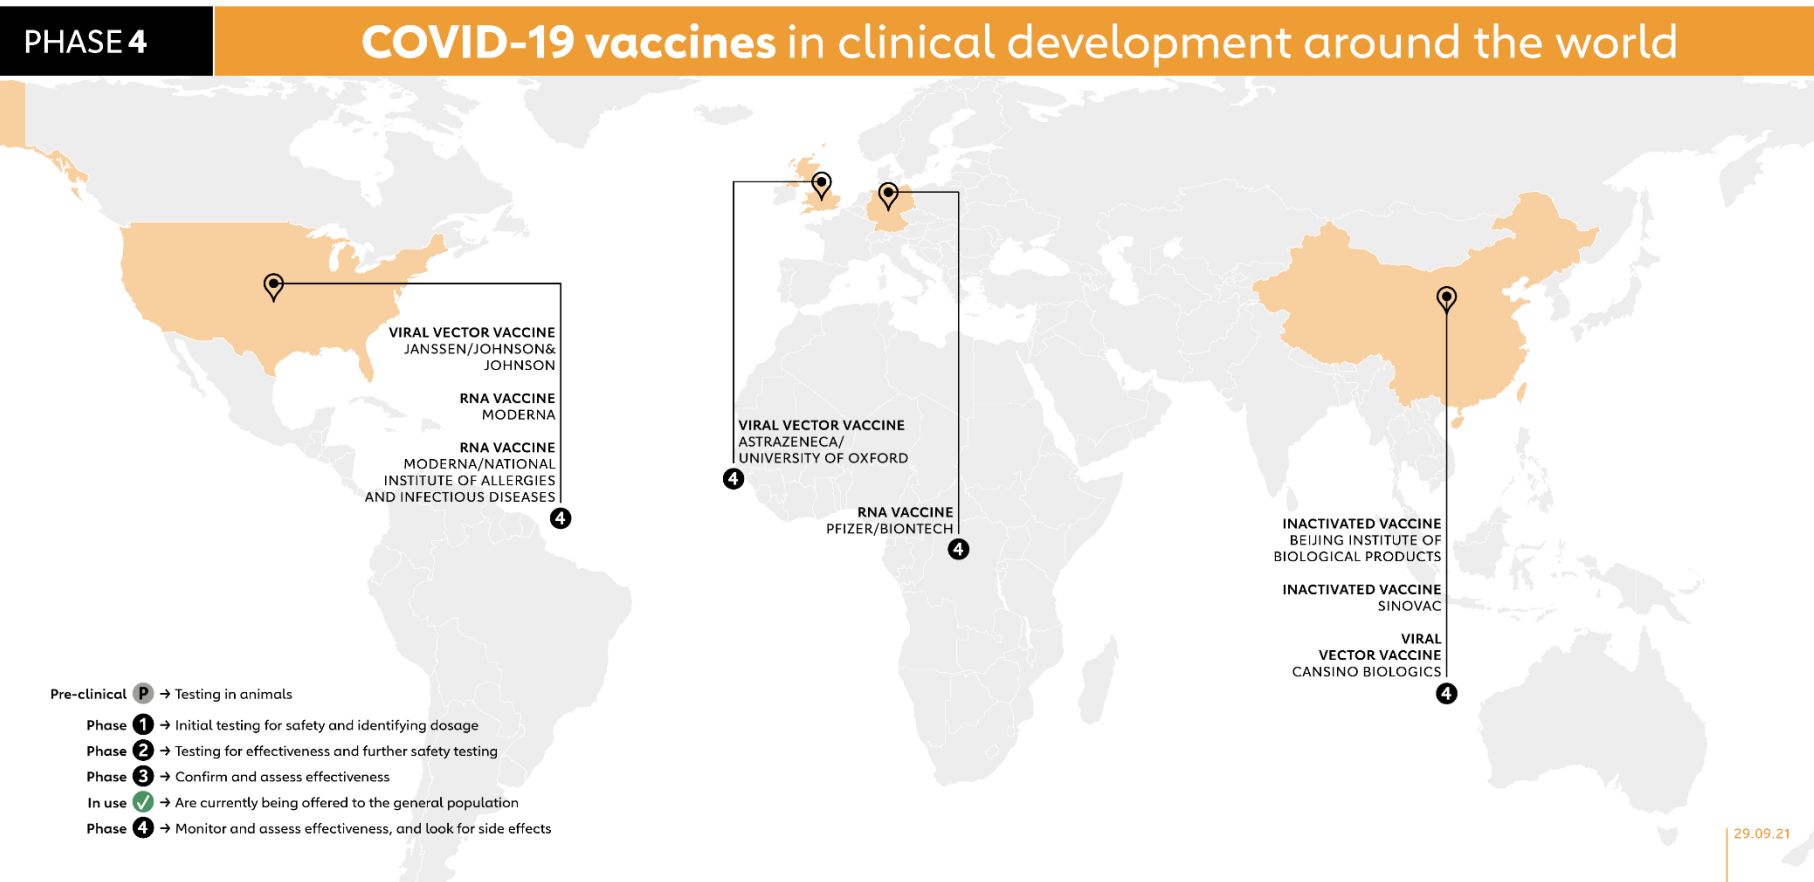 PHASE 4
COVID-19 vaccines in clinical development around the world
VIRAL VECTOR VACCINE
JANSSEN/JOHNSON&
JOHNSON
RNA VACCINE
MODERNA
RNA VACCINE
MODERNA/NATIONAL
INSTITUTE OF ALLERGIES
AND INFECTIOUS DISEASES
4
VIRAL VECTOR VACCINE
ASTRAZENECA/
UNIVERSITY OF OXFORD
4
RNA VACCINE
PFIZER/BIONTECH
4
INACTIVATED VACCINE
BEIJING INSTITUTE OF
BIOLOGICAL PRODUCTS
INACTIVATED VACCINE
SINOVAC
VIRAL
VECTOR VACCINE
CANSINO BIOLOGICS
4
Pre-clinical P → Testing in animals
Phase 1 → Initial testing for safety and identifying dosage
Phase 2 → Testing for effectiveness and further safety testing
Phase 3 → Confirm and assess effectiveness
In use ✓ → Are currently being offered to the general population
Phase 4 → Monitor and assess effectiveness, and look for side effects
29.09.21